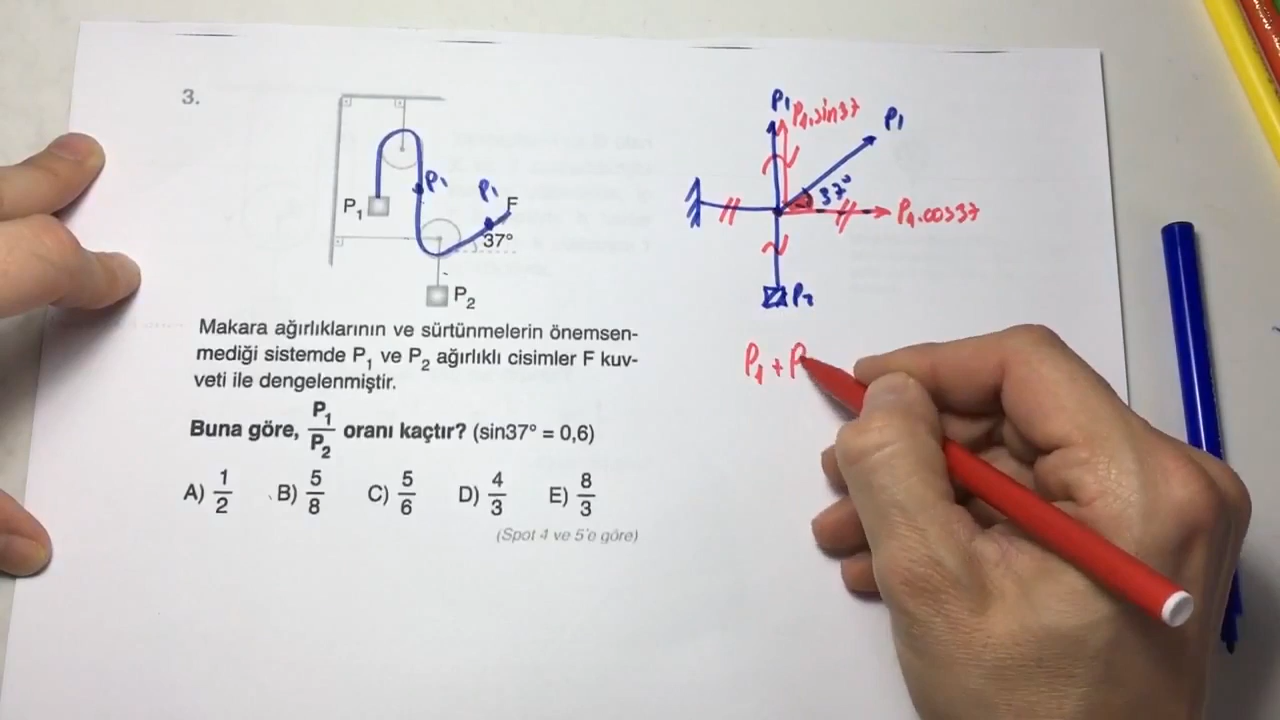 3.
P₁
P₁
P₁
F
37°
P₂
Makara ağırlıklarının ve sürtünmelerin önemsen-
mediği sistemde P₁ ve P₂ ağırlıklı cisimler F kuv-
veti ile dengelenmiştir.
Buna göre, P₁/P₂ oranı kaçtır? (sin37° = 0,6)
A) 1/2 B) 5/8 C) 5/6 D) 4/3 E) 8/3
(Spot 4 ve 5'e göre)
P₁
P₁.sin37
P₁
37°
P₁.cos37
P₂
P₁ + P